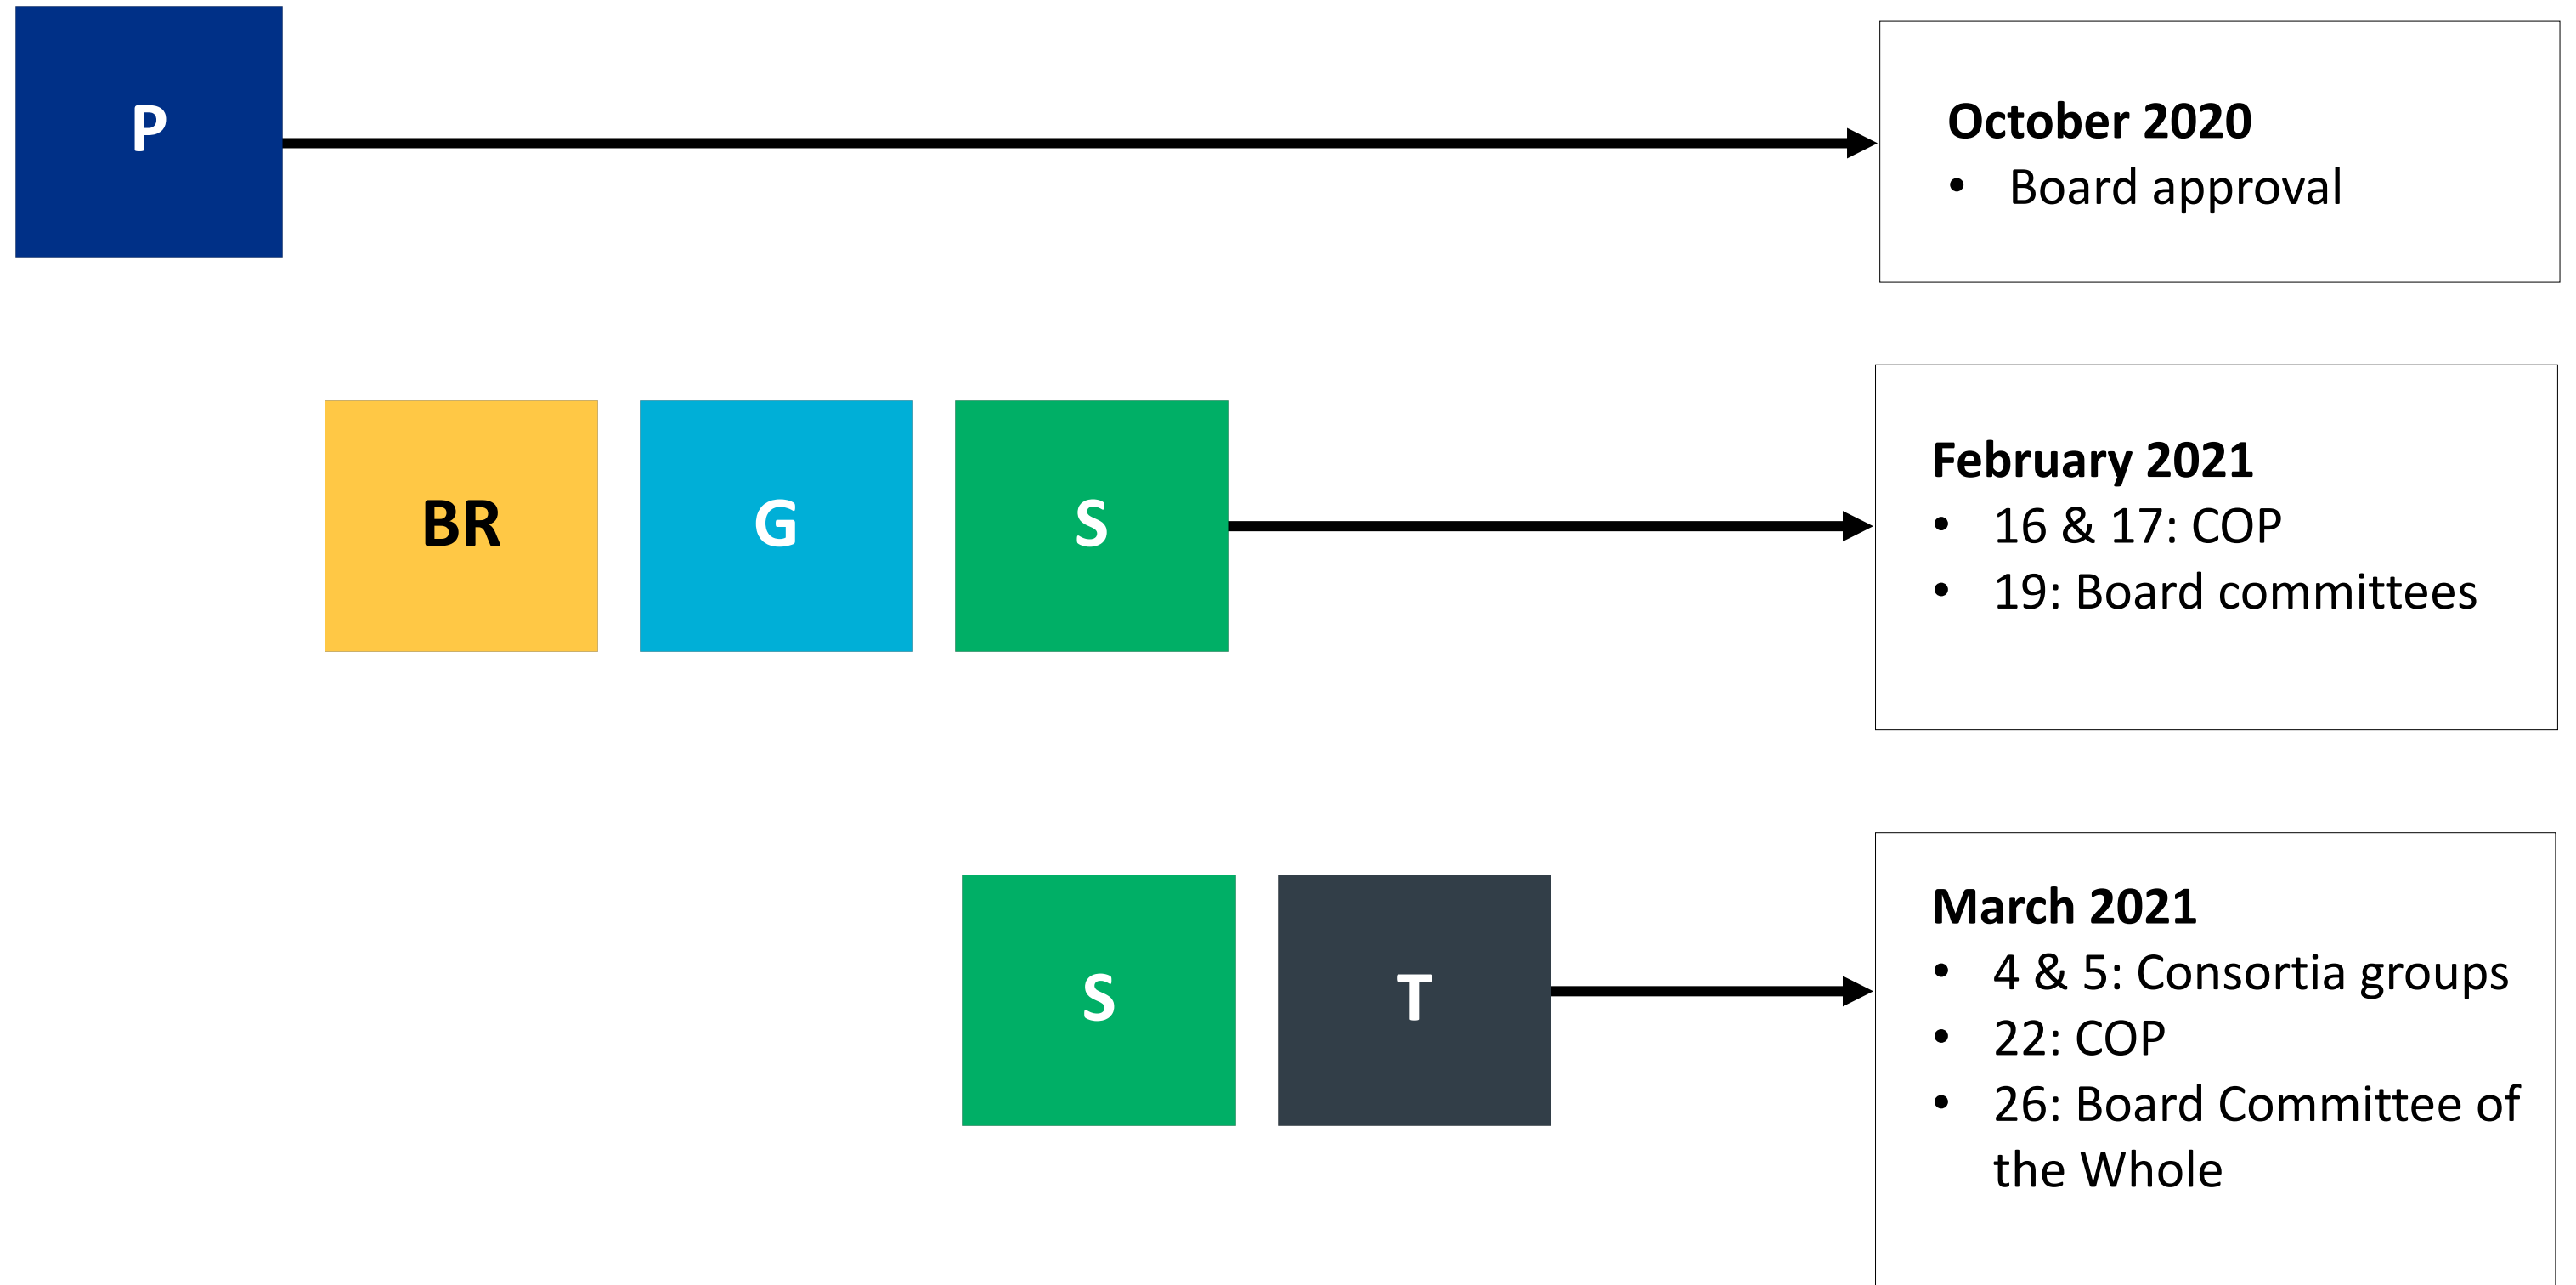 P
October 2020
• Board approval
BR
G
S
February 2021
• 16 & 17: COP
• 19: Board committees
S
T
March 2021
• 4 & 5: Consortia groups
• 22: COP
• 26: Board Committee of
the Whole